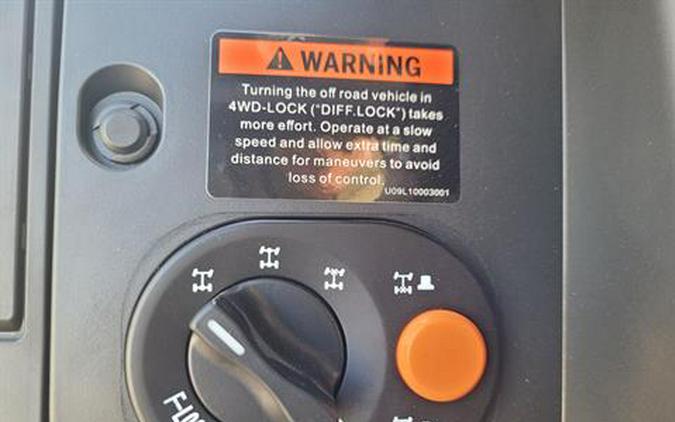 WARNING
Turning the off road vehicle in
4WD-LOCK ("DIFF.LOCK") takes
more effort. Operate at a slow
speed and allow extra time and
distance for maneuvers to avoid
loss of control.
U09L10003001